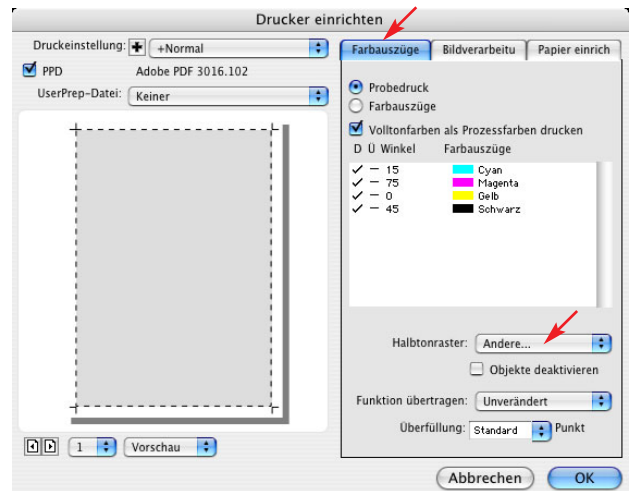 Drucker einrichten
Druckeinstellung: +Normal
PPD Adobe PDF 3016.102
UserPrep-Datei: Keiner
1 Vorschau
Farbauszüge Bildverarbeitu Papier einrich
Probedruck
Farbauszüge
Volltonfarben als Prozessfarben drucken
D Ü Winkel Farbauszüge
15 Cyan
75 Magenta
0 Gelb
45 Schwarz
Halbtonraster: Andere...
Objekte deaktivieren
Funktion übertragen: Unverändert
Überfüllung: Standard Punkt
Abbrechen OK